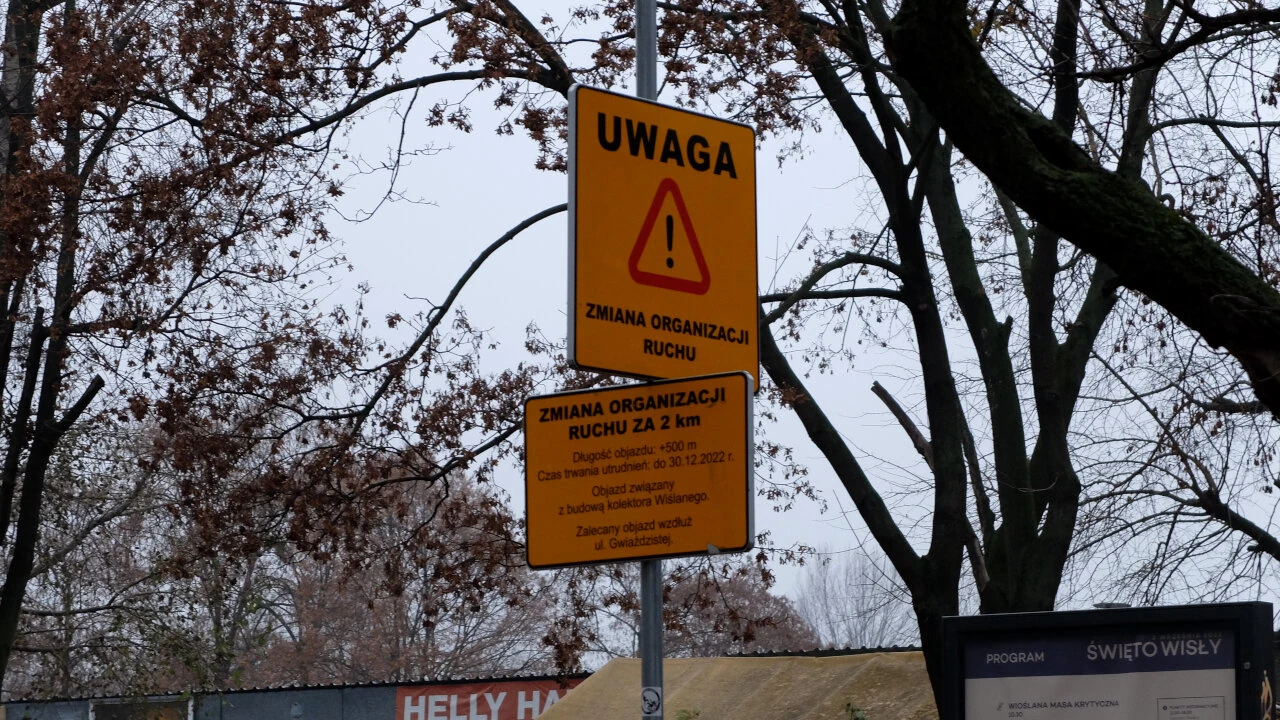 UWAGA
!
ZMIANA ORGANIZACJI
RUCHU
ZMIANA ORGANIZACJI
RUCHU ZA 2 km
Długość objazdu: +500 m
Czas trwania utrudnień: do 30.12.2022 r.
Objazd związany
z budową kolektora Wiślanego.
Zalecany objazd wzdłuż
ul. Gwiaździstej.
HELLY HA
PROGRAM
ŚWIĘTO WISŁY
WIOŚLANA MASA KRYTYCZNA